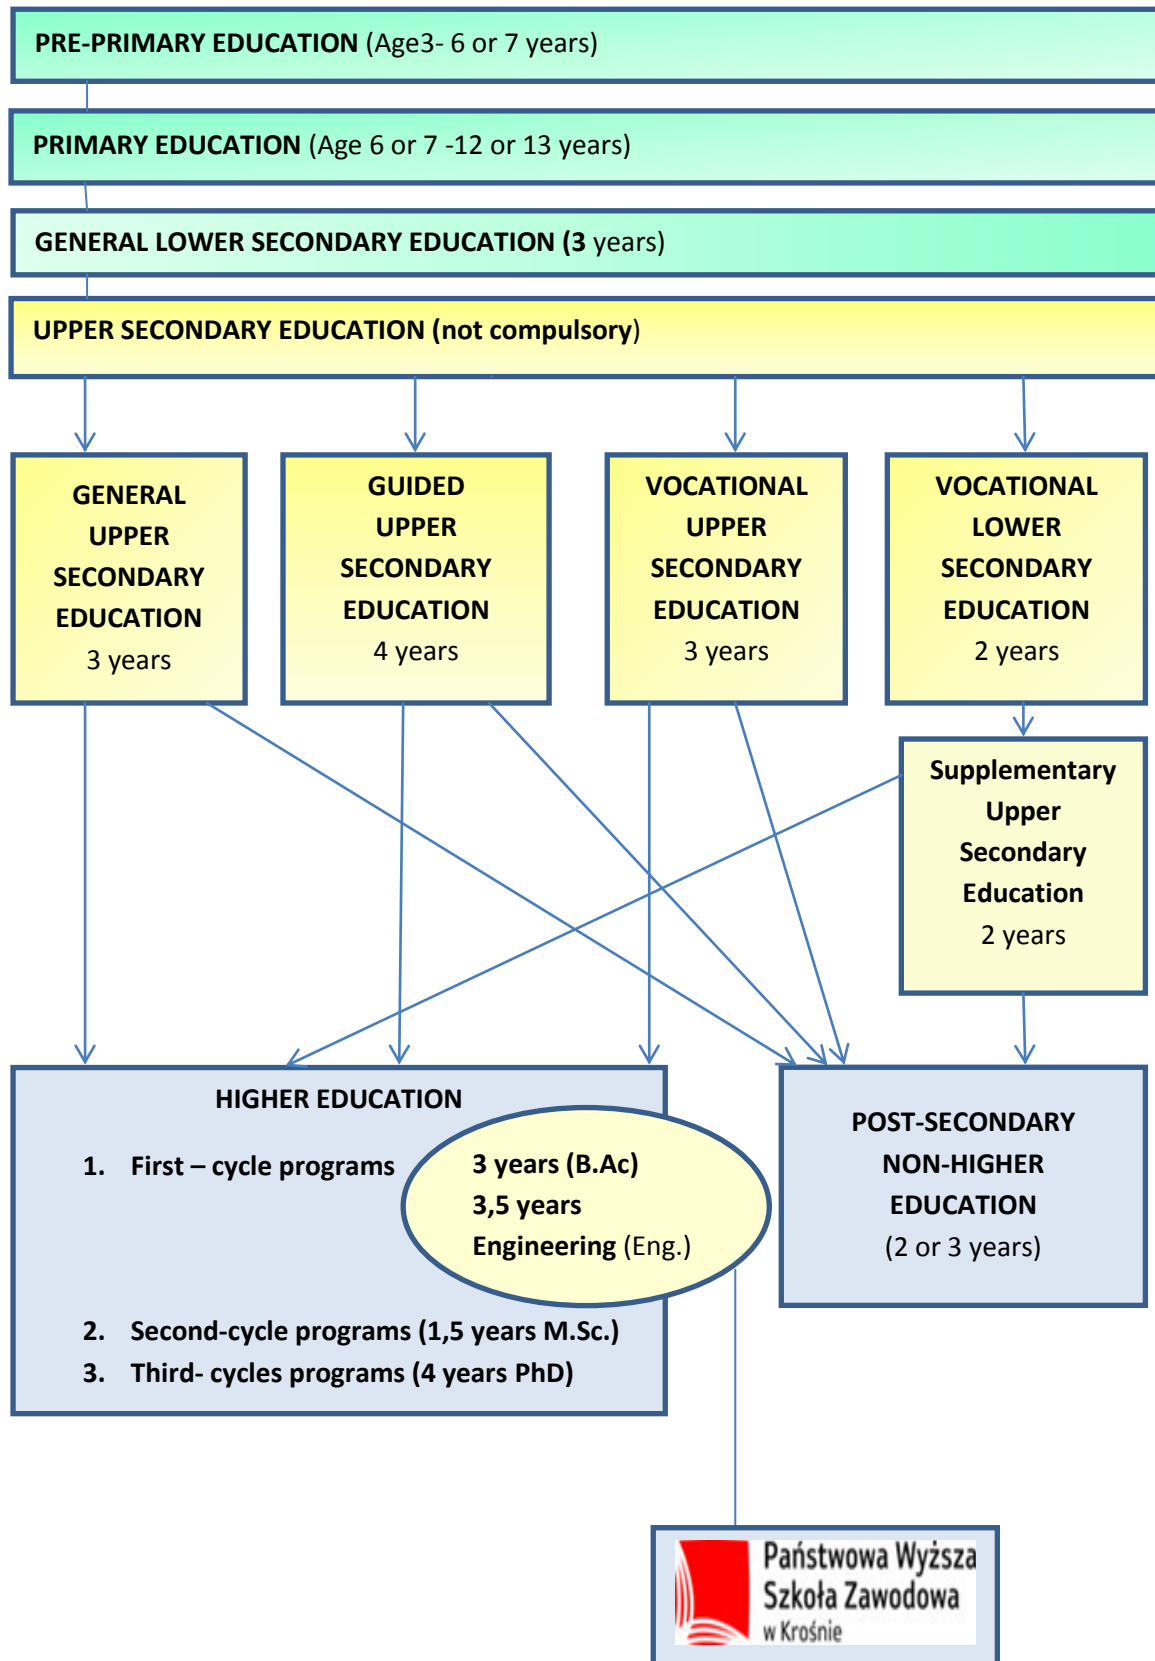 PRE-PRIMARY EDUCATION (Age3- 6 or 7 years)
PRIMARY EDUCATION (Age 6 or 7 -12 or 13 years)
GENERAL LOWER SECONDARY EDUCATION (3 years)
UPPER SECONDARY EDUCATION (not compulsory)
GENERAL
UPPER
SECONDARY
EDUCATION
3 years
GUIDED
UPPER
SECONDARY
EDUCATION
4 years
VOCATIONAL
UPPER
SECONDARY
EDUCATION
3 years
VOCATIONAL
LOWER
SECONDARY
EDUCATION
2 years
Supplementary
Upper
Secondary
Education
2 years
HIGHER EDUCATION
1. First – cycle programs
3 years (B.Ac)
3,5 years
Engineering (Eng.)
2. Second-cycle programs (1,5 years M.Sc.)
3. Third- cycles programs (4 years PhD)
POST-SECONDARY
NON-HIGHER
EDUCATION
(2 or 3 years)
Państwowa Wyższa
Szkoła Zawodowa
w Krośnie